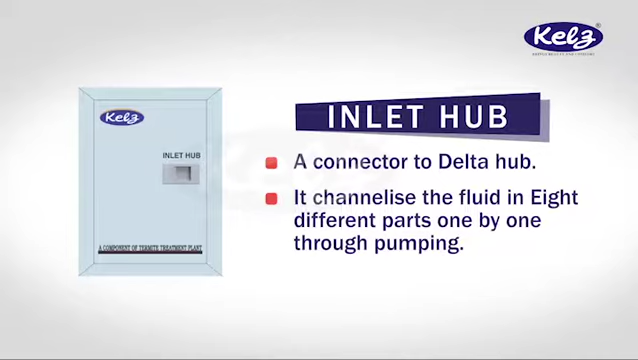 Kelz®
Kelz
INLET HUB
A COMPONENT OF TERMITE TREATMENT PLANT
INLET HUB
A connector to Delta hub.
It channelise the fluid in Eight
different parts one by one
through pumping.